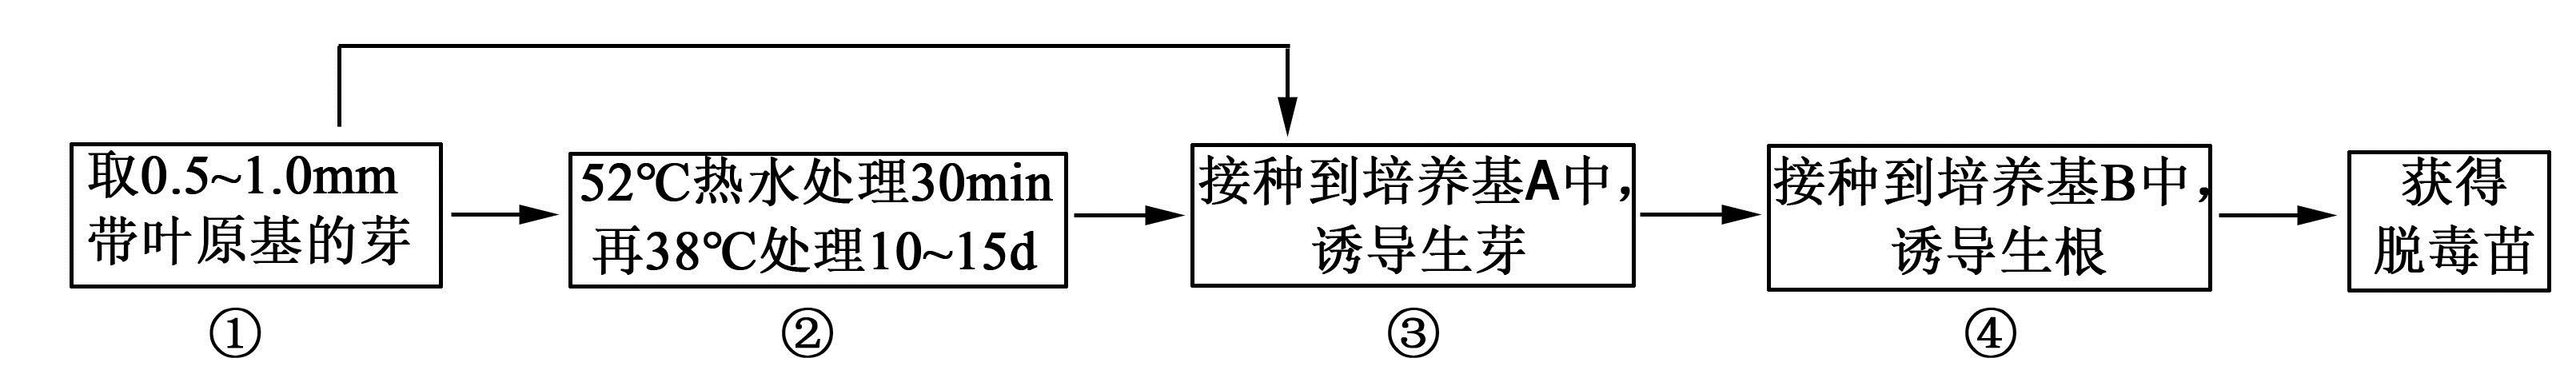 取0.5~1.0mm
带叶原基的芽
①
52℃热水处理30min
再38℃处理10~15d
②
接种到培养基A中，
诱导生芽
③
接种到培养基B中，
诱导生根
④
获得
脱毒苗